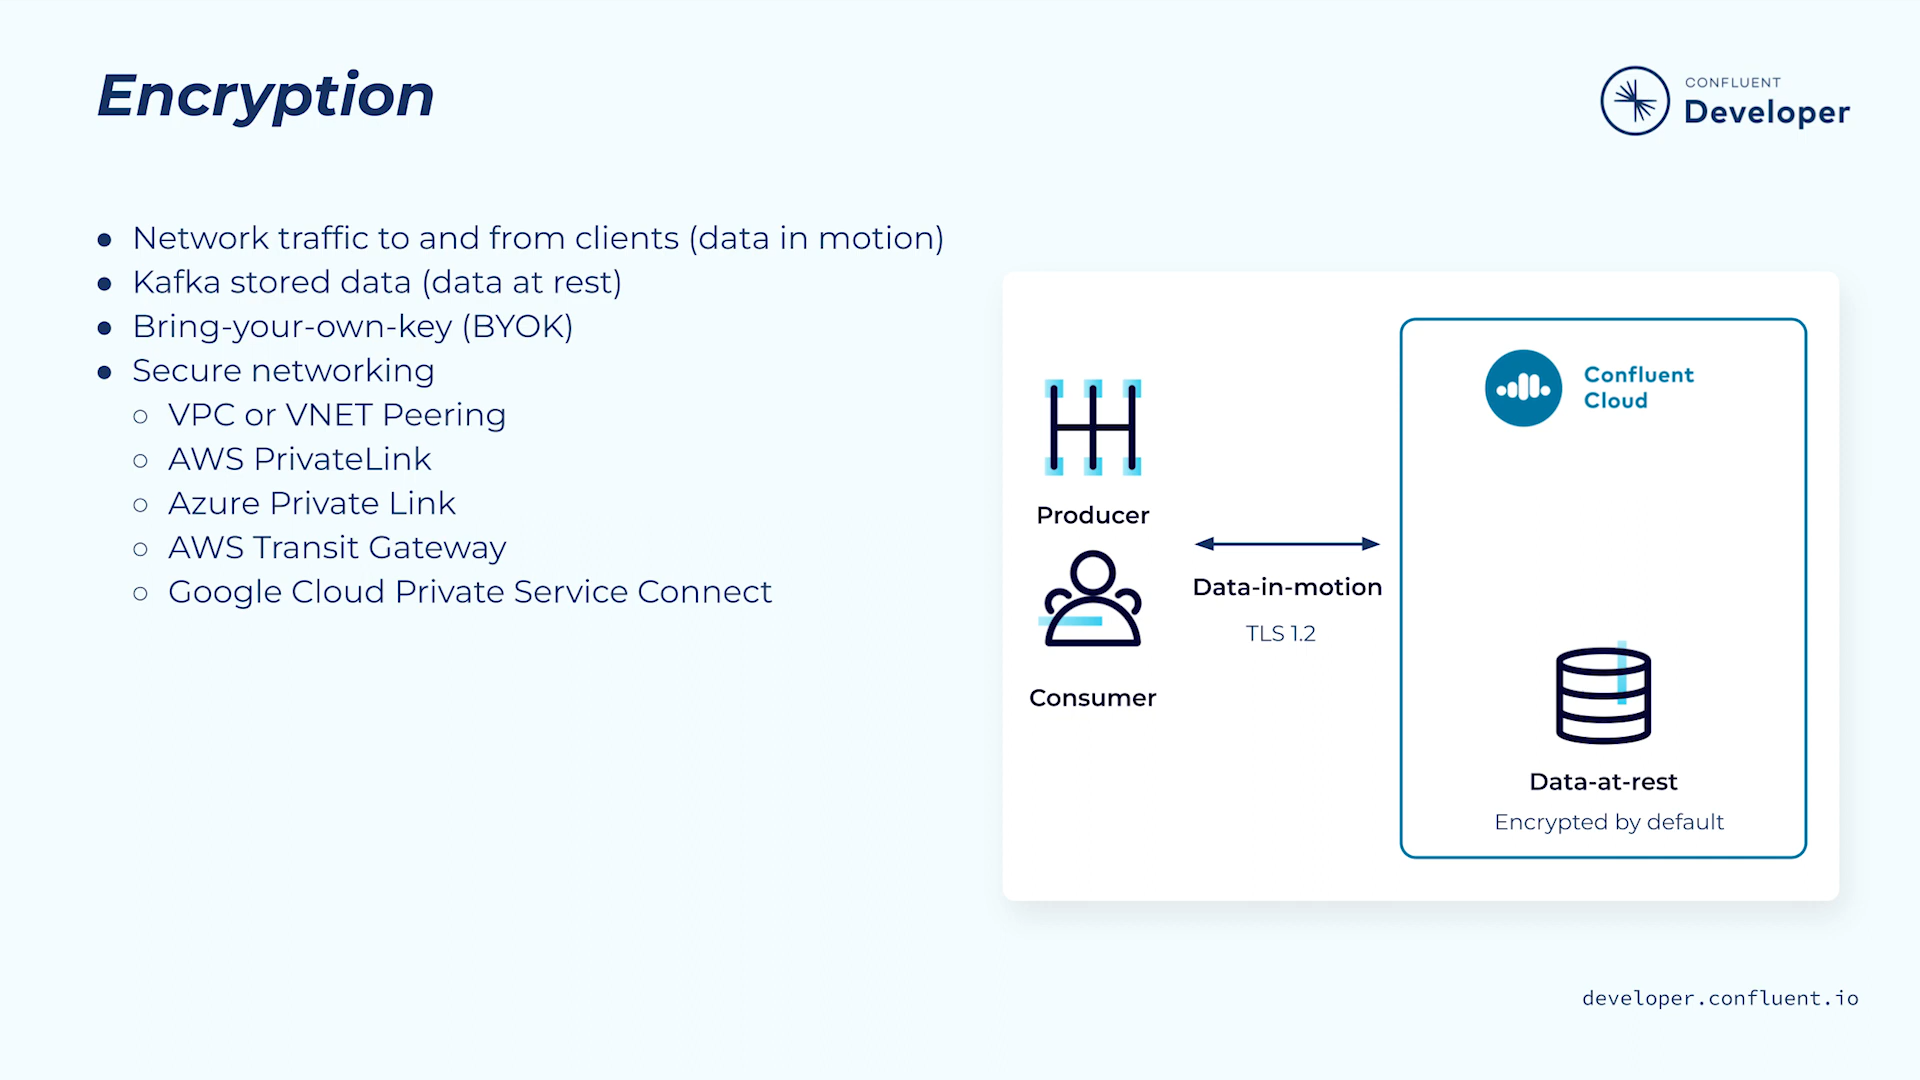 Encryption
CONFLUENT
Developer
● Network traffic to and from clients (data in motion)
● Kafka stored data (data at rest)
● Bring-your-own-key (BYOK)
● Secure networking
○ VPC or VNET Peering
○ AWS PrivateLink
○ Azure Private Link
○ AWS Transit Gateway
○ Google Cloud Private Service Connect
Producer
Consumer
Data-in-motion
TLS 1.2
Confluent
Cloud
Data-at-rest
Encrypted by default
developer.confluent.io